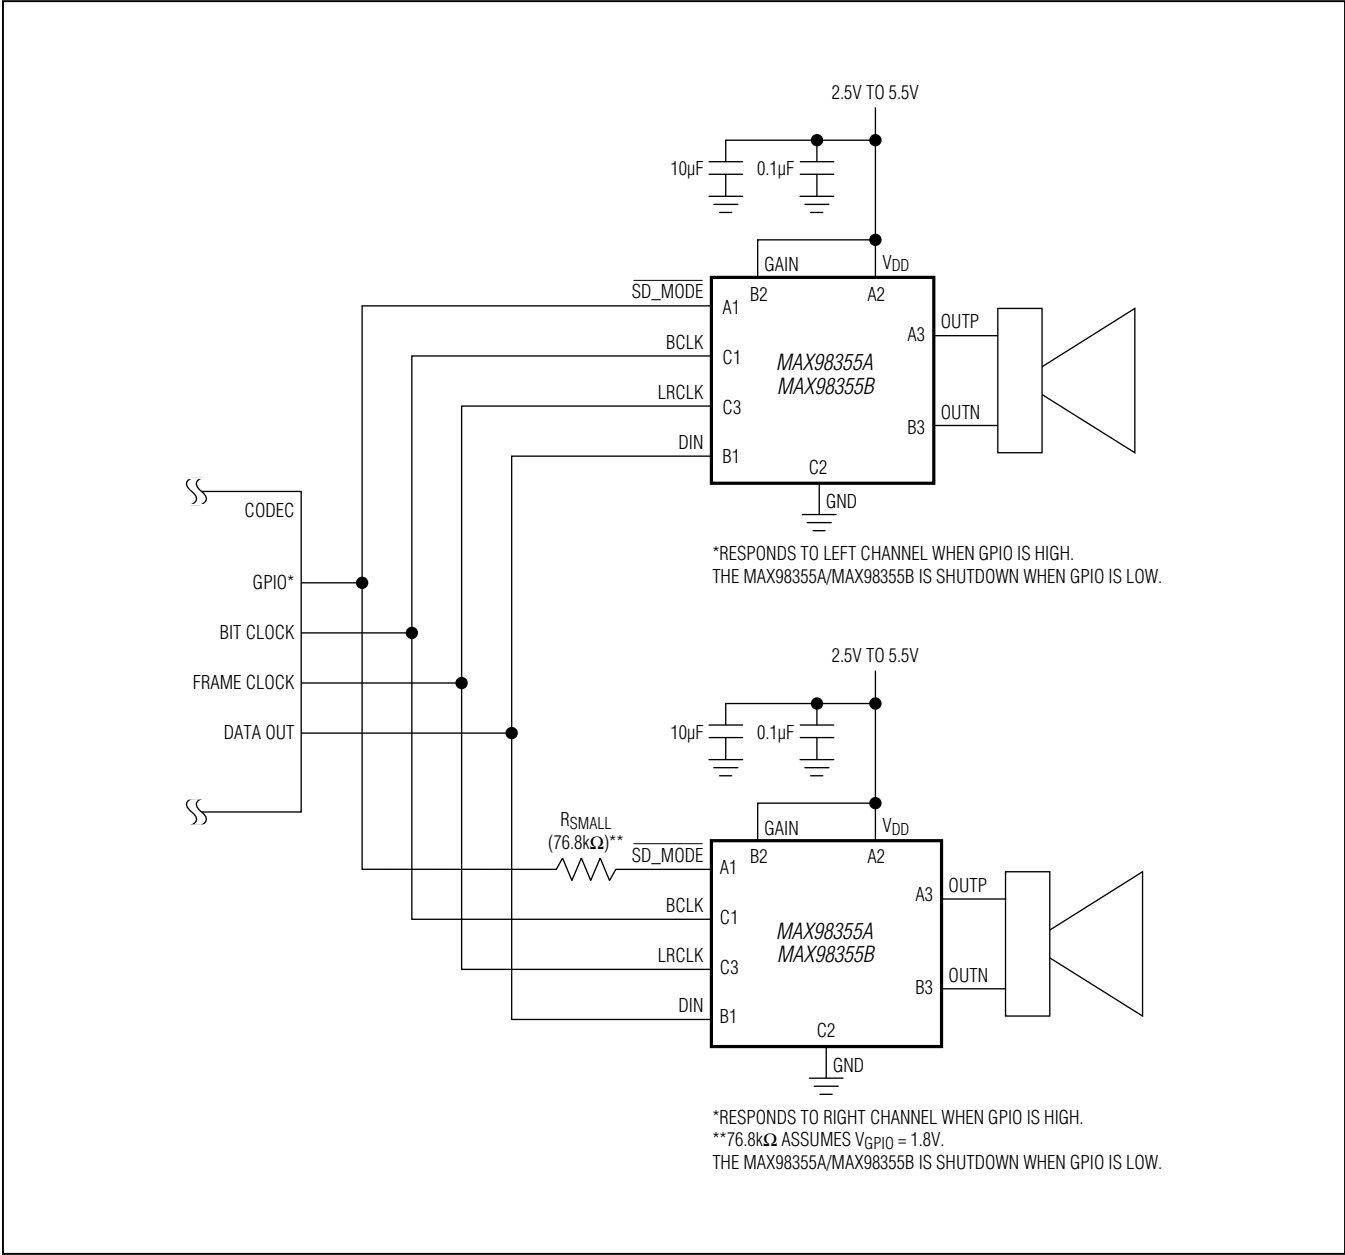 2.5V TO 5.5V
10µF
0.1µF
GAIN
VDD
SD_MODE
B2
A2
A1
OUTP
A3
BCLK
C1
MAX98355A
MAX98355B
LRCLK
C3
OUTN
B3
DIN
B1
C2
GND
CODEC
*RESPONDS TO LEFT CHANNEL WHEN GPIO IS HIGH.
THE MAX98355A/MAX98355B IS SHUTDOWN WHEN GPIO IS LOW.
GPIO*
BIT CLOCK
FRAME CLOCK
DATA OUT
2.5V TO 5.5V
10µF
0.1µF
RSMALL
(76.8kΩ)**
GAIN
VDD
SD_MODE
B2
A2
A1
OUTP
A3
BCLK
C1
MAX98355A
MAX98355B
LRCLK
C3
OUTN
B3
DIN
B1
C2
GND
*RESPONDS TO RIGHT CHANNEL WHEN GPIO IS HIGH.
**76.8kΩ ASSUMES VGPIO = 1.8V.
THE MAX98355A/MAX98355B IS SHUTDOWN WHEN GPIO IS LOW.